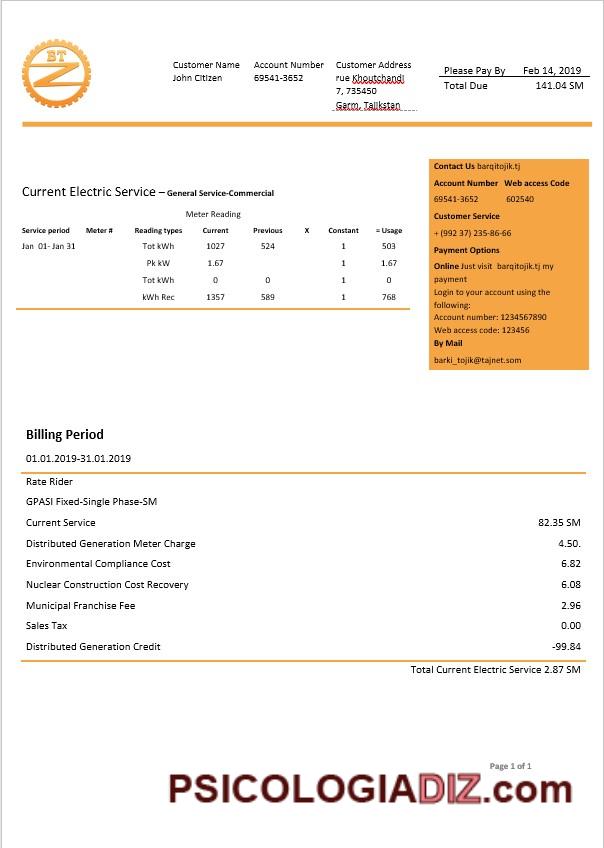 BT
Customer Name Account Number Customer Address
John Citizen 69541-3652 rue Khoutchandi
7, 735450
Garm, Tajikstan
Please Pay By Feb 14, 2019
Total Due 141.04 SM
Contact Us barqitojik.tj
Account Number Web access Code
69541-3652 602540
Customer Service
+ (992 37) 235-86-66
Payment Options
Online Just visit barqitojik.tj my
payment
Login to your account using the
following:
Account number: 1234567890
Web access code: 123456
By Mail
barki_tojik@tajnet.som
Current Electric Service – General Service-Commercial
Meter Reading
Service period Meter # Reading types Current Previous X Constant = Usage
Jan 01- Jan 31 Tot kWh 1027 524 1 503
Pk kW 1.67 1 1.67
Tot kWh 0 0 1 0
kWh Rec 1357 589 1 768
Billing Period
01.01.2019-31.01.2019
Rate Rider
GPASI Fixed-Single Phase-SM
Current Service 82.35 SM
Distributed Generation Meter Charge 4.50.
Environmental Compliance Cost 6.82
Nuclear Construction Cost Recovery 6.08
Municipal Franchise Fee 2.96
Sales Tax 0.00
Distributed Generation Credit -99.84
Total Current Electric Service 2.87 SM
Page 1 of 1
PSICOLOGIADIZ.com